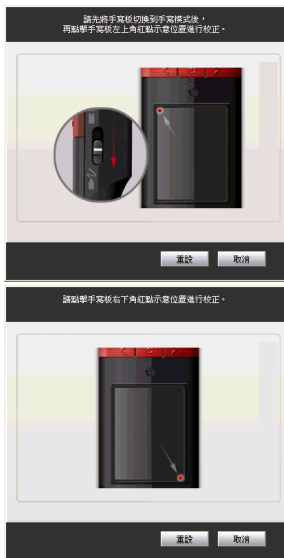 請先將手寫板切換到手寫模式後，
再點擊手寫板左上角紅點示意位置進行校正。
重設
取消
請點擊手寫板右下角紅點示意位置進行校正。
重設
取消